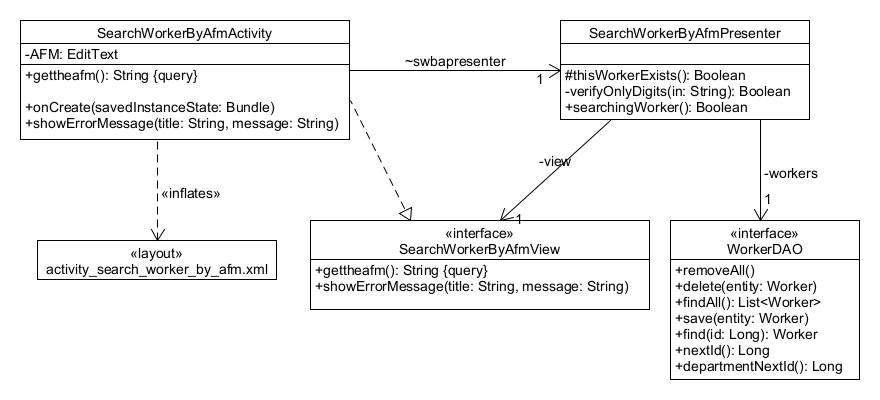 SearchWorkerByAfmActivity
-AFM: EditText
+gettheafm(): String {query}
+onCreate(savedInstanceState: Bundle)
+showErrorMessage(title: String, message: String)
~swbapresenter
1
SearchWorkerByAfmPresenter
#thisWorkerExists(): Boolean
-verifyOnlyDigits(in: String): Boolean
+searchingWorker(): Boolean
«inflates»
-view
1
-workers
1
«layout»
activity_search_worker_by_afm.xml
«interface»
SearchWorkerByAfmView
+gettheafm(): String {query}
+showErrorMessage(title: String, message: String)
«interface»
WorkerDAO
+removeAll()
+delete(entity: Worker)
+findAll(): List<Worker>
+save(entity: Worker)
+find(id: Long): Worker
+nextId(): Long
+departmentNextId(): Long